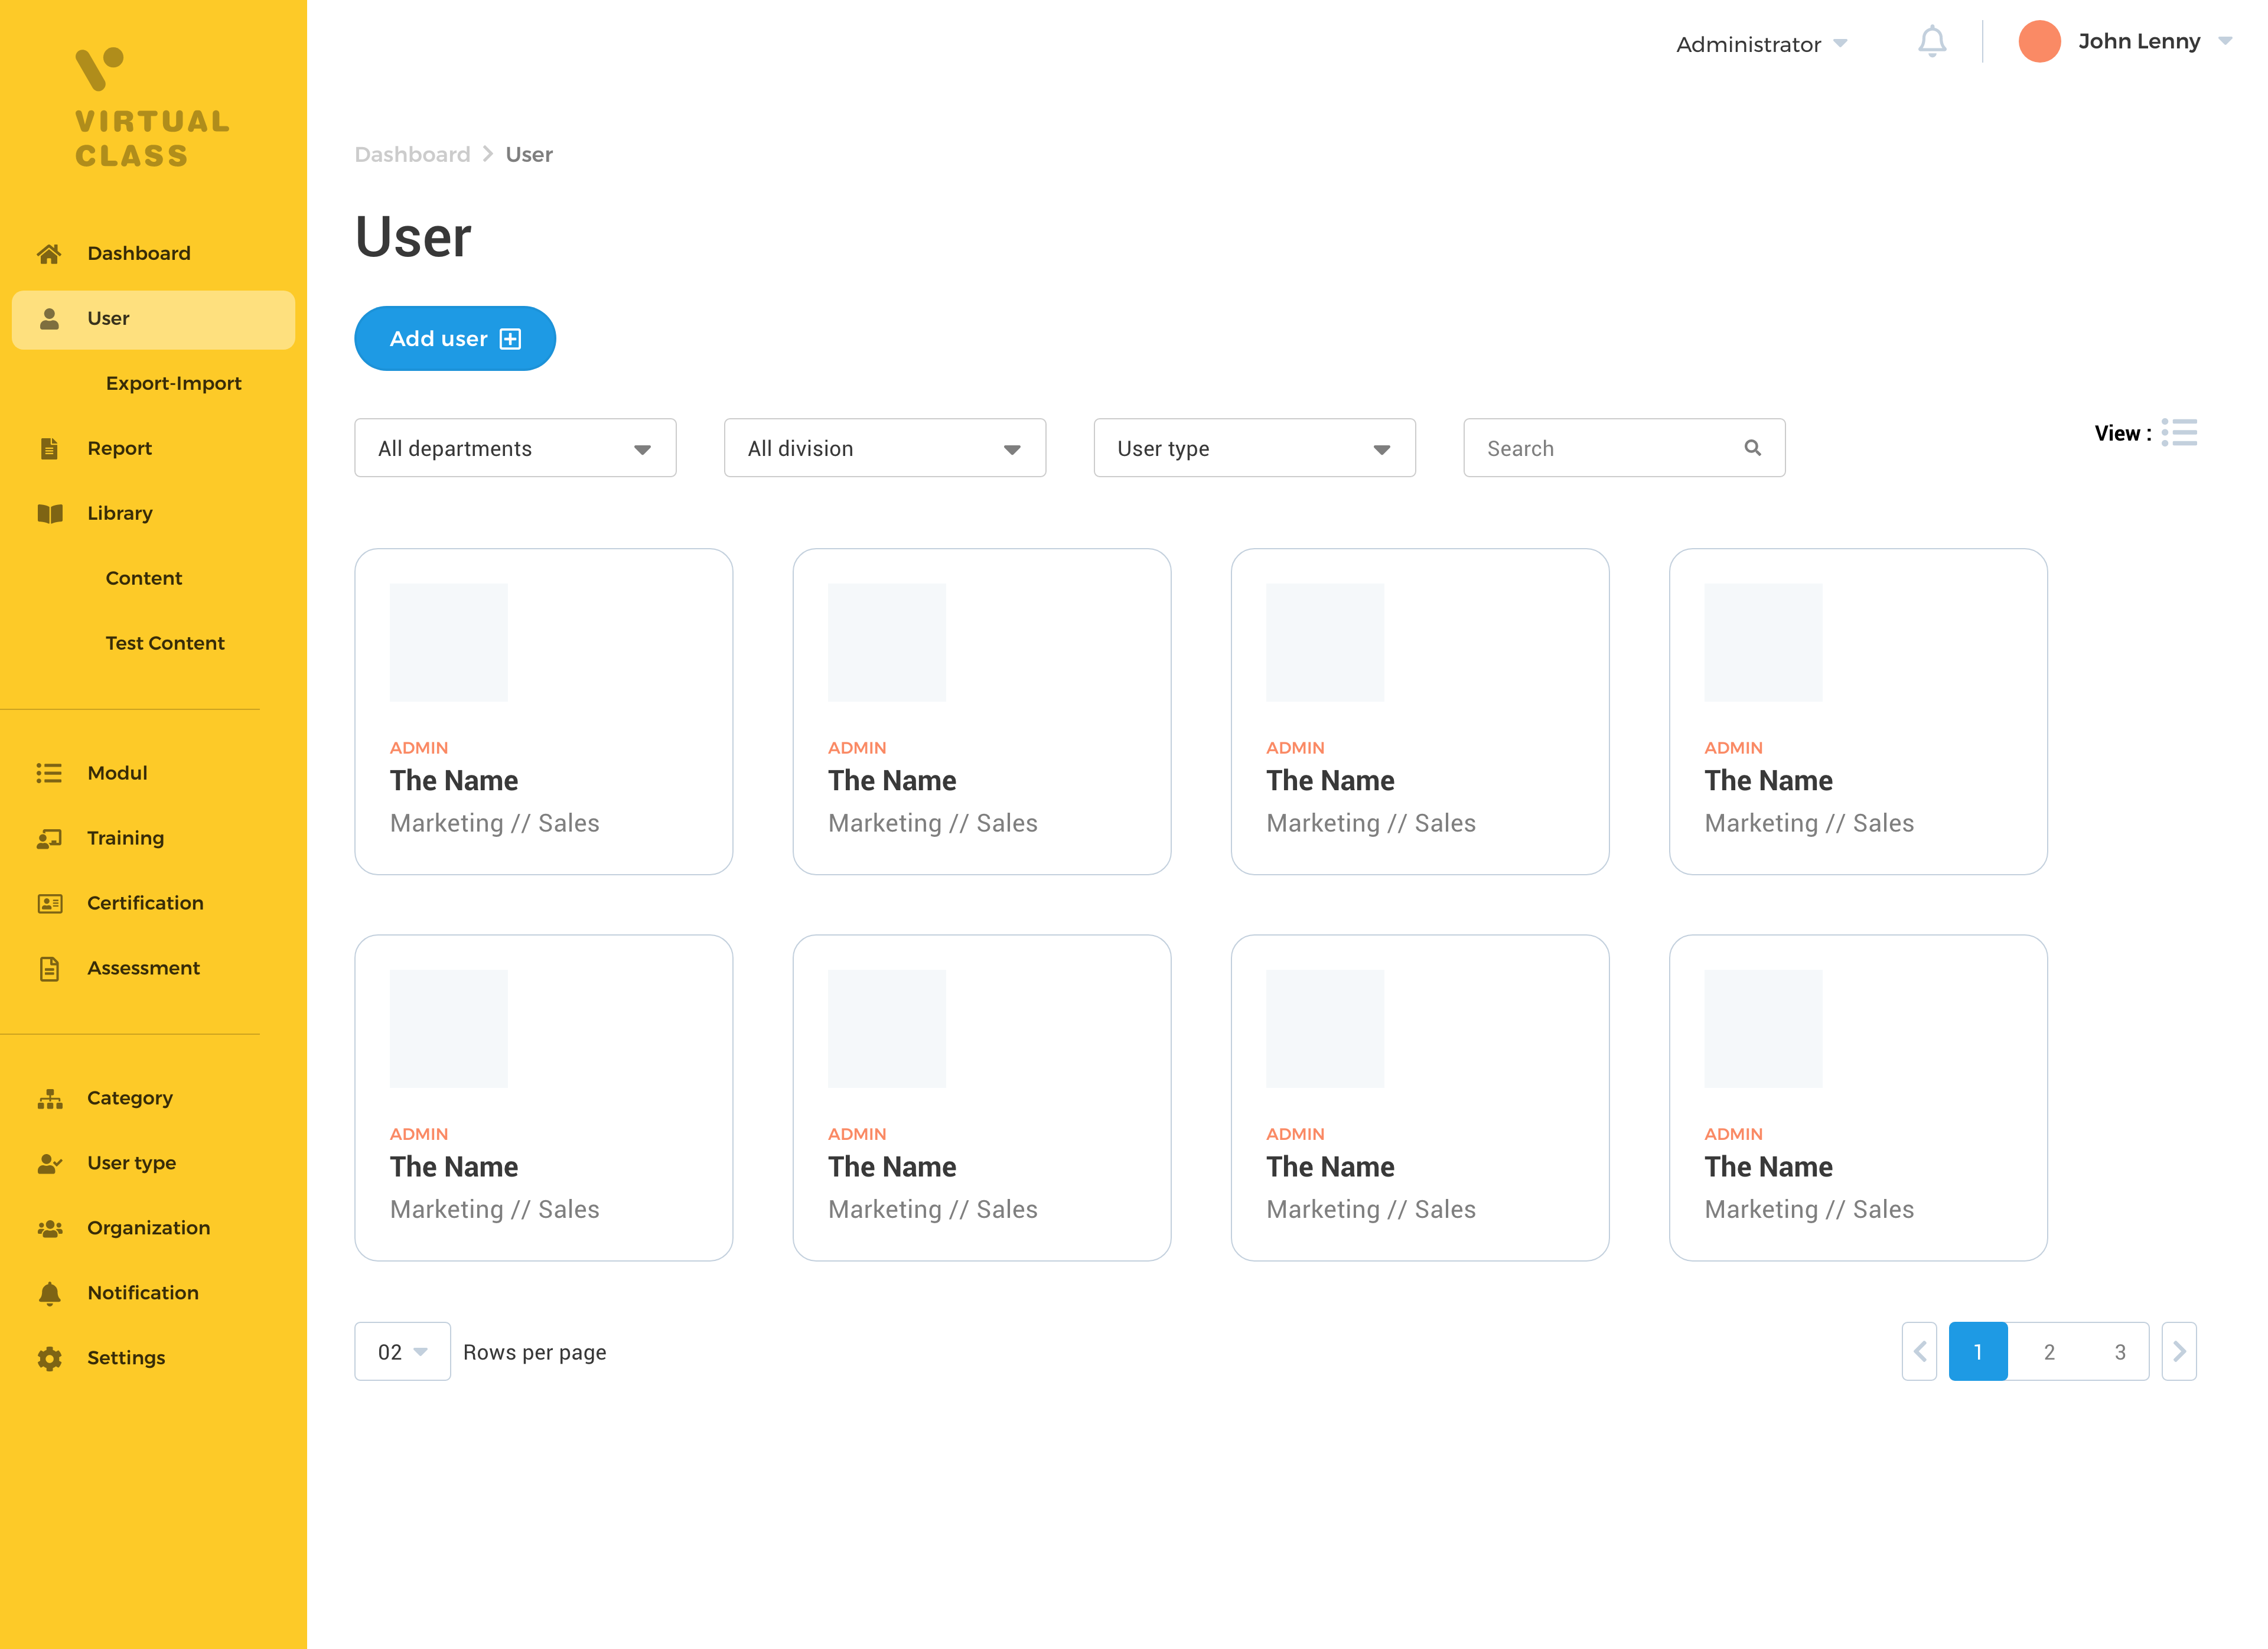 VIRTUAL
CLASS
Dashboard
User
Export-Import
Report
Library
Content
Test Content
Modul
Training
Certification
Assessment
Category
User type
Organization
Notification
Settings
Administrator
John Lenny
Dashboard > User
User
Add user
All departments
All division
User type
Search
View :
ADMIN
The Name
Marketing // Sales
ADMIN
The Name
Marketing // Sales
ADMIN
The Name
Marketing // Sales
ADMIN
The Name
Marketing // Sales
ADMIN
The Name
Marketing // Sales
ADMIN
The Name
Marketing // Sales
ADMIN
The Name
Marketing // Sales
ADMIN
The Name
Marketing // Sales
02 Rows per page
1 2 3